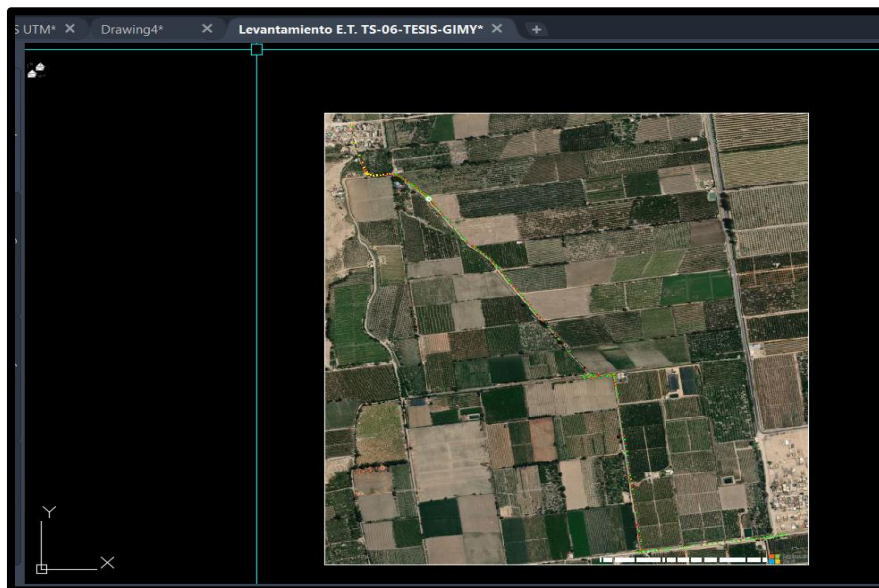 S UTM*
Drawing4*
Levantamiento E.T. TS-06-TESIS-GIMY*
Y
X